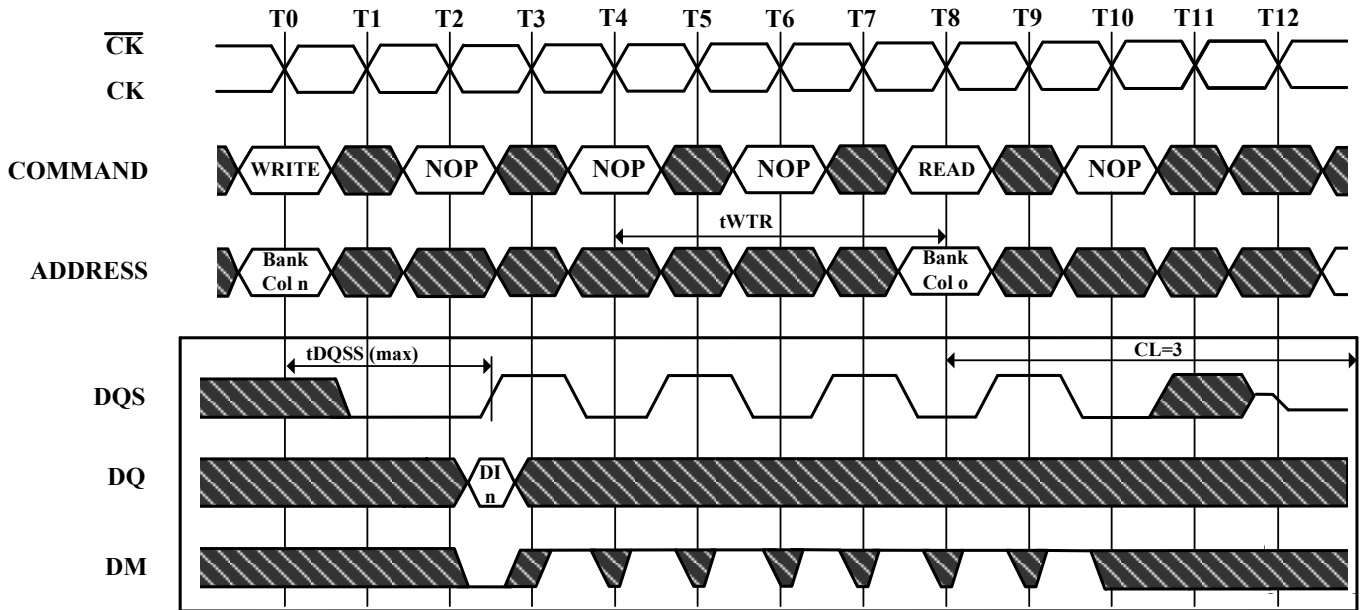 T0 T1 T2 T3 T4 T5 T6 T7 T8 T9 T10 T11 T12
CK
CK
COMMAND WRITE NOP NOP NOP READ NOP
tWTR
ADDRESS Bank Col n Bank Col o
tDQSS (max) CL=3
DQS
DQ DI n
DM